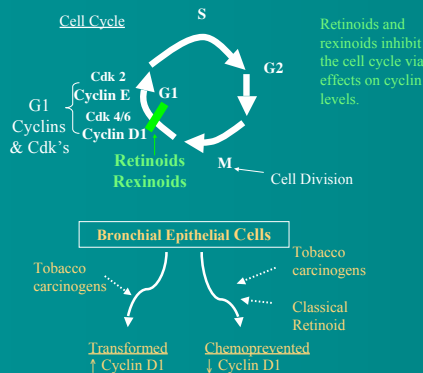 Cell Cycle
S
G2
M
Cell Division
G1
Cdk 2
Cyclin E
Cdk 4/6
Cyclin D1
G1
Cyclins
& Cdk's
Retinoids
Rexinoids
Retinoids and
rexinoids inhibit
the cell cycle via
effects on cyclin
levels.
Bronchial Epithelial Cells
Tobacco
carcinogens
Tobacco
carcinogens
Classical
Retinoid
Transformed
↑ Cyclin D1
Chemoprevented
↓ Cyclin D1